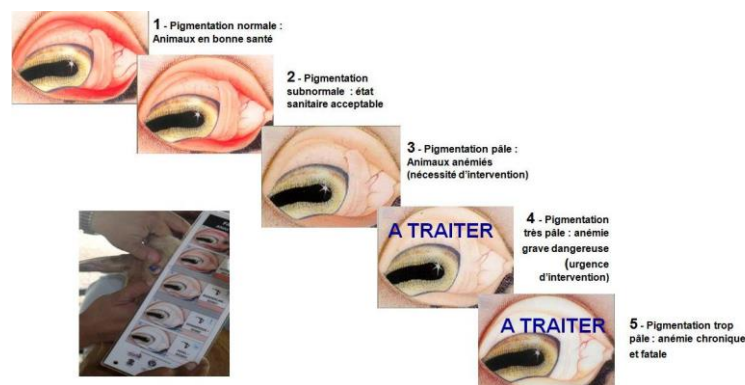 1 - Pigmentation normale :
Animaux en bonne santé
2 - Pigmentation
subnormale : état
sanitaire acceptable
3 - Pigmentation pâle :
Animaux anémiés
(nécessité d'intervention)
A TRAITER
4 - Pigmentation
très pâle : anémie
grave dangereuse
(urgence
d'intervention)
A TRAITER
5 - Pigmentation trop
pâle : anémie chronique
et fatale